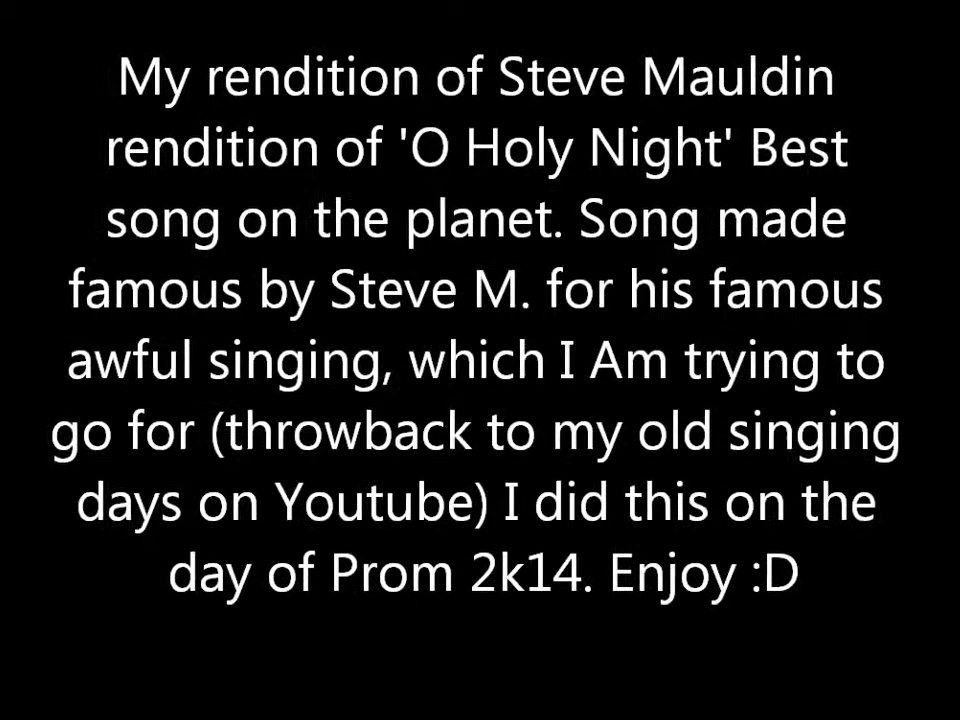 My rendition of Steve Mauldin
rendition of 'O Holy Night' Best
song on the planet. Song made
famous by Steve M. for his famous
awful singing, which I Am trying to
go for (throwback to my old singing
days on Youtube) I did this on the
day of Prom 2k14. Enjoy :D